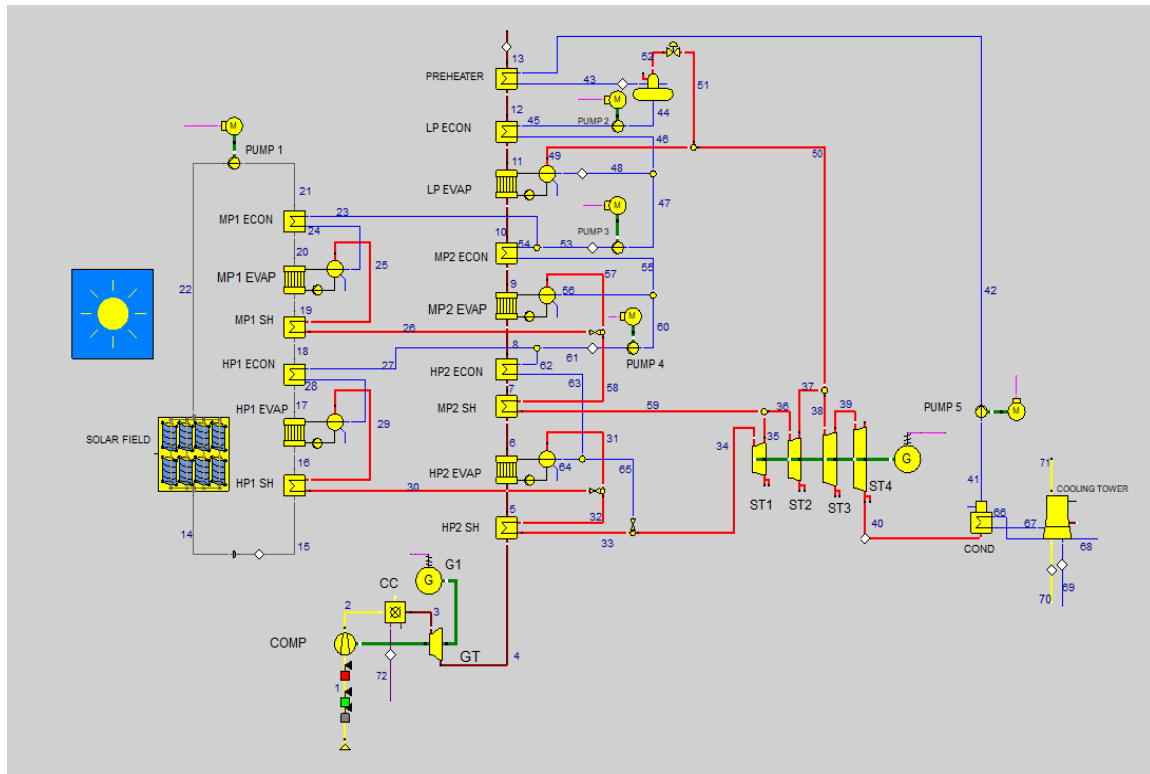 13
52
PREHEATER
43
51
M
12
44
PUMP 2
M
LP ECON
45
46
PUMP 1
11
49
48
50
LP EVAP
21
M
47
MP1 ECON
23
24
10
54
53
PUMP 3
20
MP2 ECON
55
25
57
MP1 EVAP
22
9
56
42
MP2 EVAP
M
60
MP1 SH
19
26
18
8
61
PUMP 4
HP1 ECON
27
HP2 ECON
62
28
7
63
58
37
HP1 EVAP
17
MP2 SH
59
36
38
39
PUMP 5
M
29
34
35
SOLAR FIELD
6
31
G
16
HP2 EVAP
64
65
71
HP1 SH
30
ST4
COOLING TOWER
41
ST1
ST2
ST3
5
32
66
14
15
HP2 SH
33
40
67
68
COND
G1
CC
G
69
2
3
70
COMP
GT
4
72
1